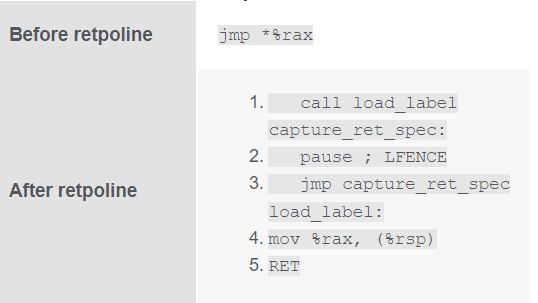 Before retpoline
jmp *%rax
After retpoline
1. call load_label
capture_ret_spec:
2. pause ; LFENCE
3. jmp capture_ret_spec
load_label:
4. mov %rax, (%rsp)
5. RET